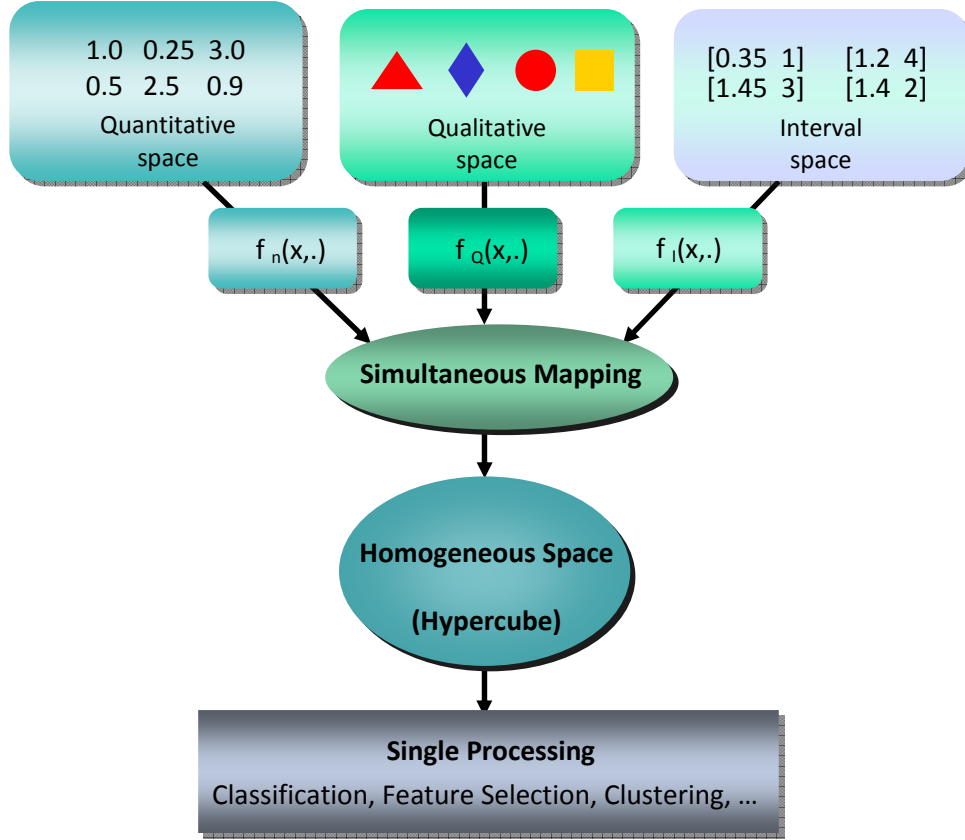 1.0 0.25 3.0
0.5 2.5 0.9
Quantitative
space
Qualitative
space
[0.35 1] [1.2 4]
[1.45 3] [1.4 2]
Interval
space
f n(x,.)
f Q(x,.)
f I(x,.)
Simultaneous Mapping
Homogeneous Space
(Hypercube)
Single Processing
Classification, Feature Selection, Clustering, …